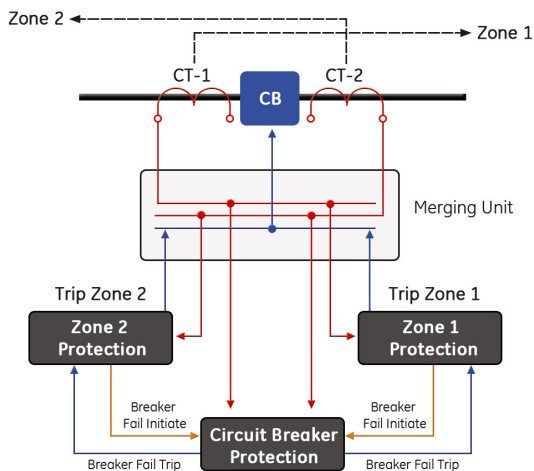 Zone 2
Zone 1
CT-1
CT-2
CB
Merging Unit
Trip Zone 2
Trip Zone 1
Zone 2
Protection
Zone 1
Protection
Breaker
Fail Initiate
Breaker
Fail Initiate
Circuit Breaker
Protection
Breaker Fail Trip
Breaker Fail Trip